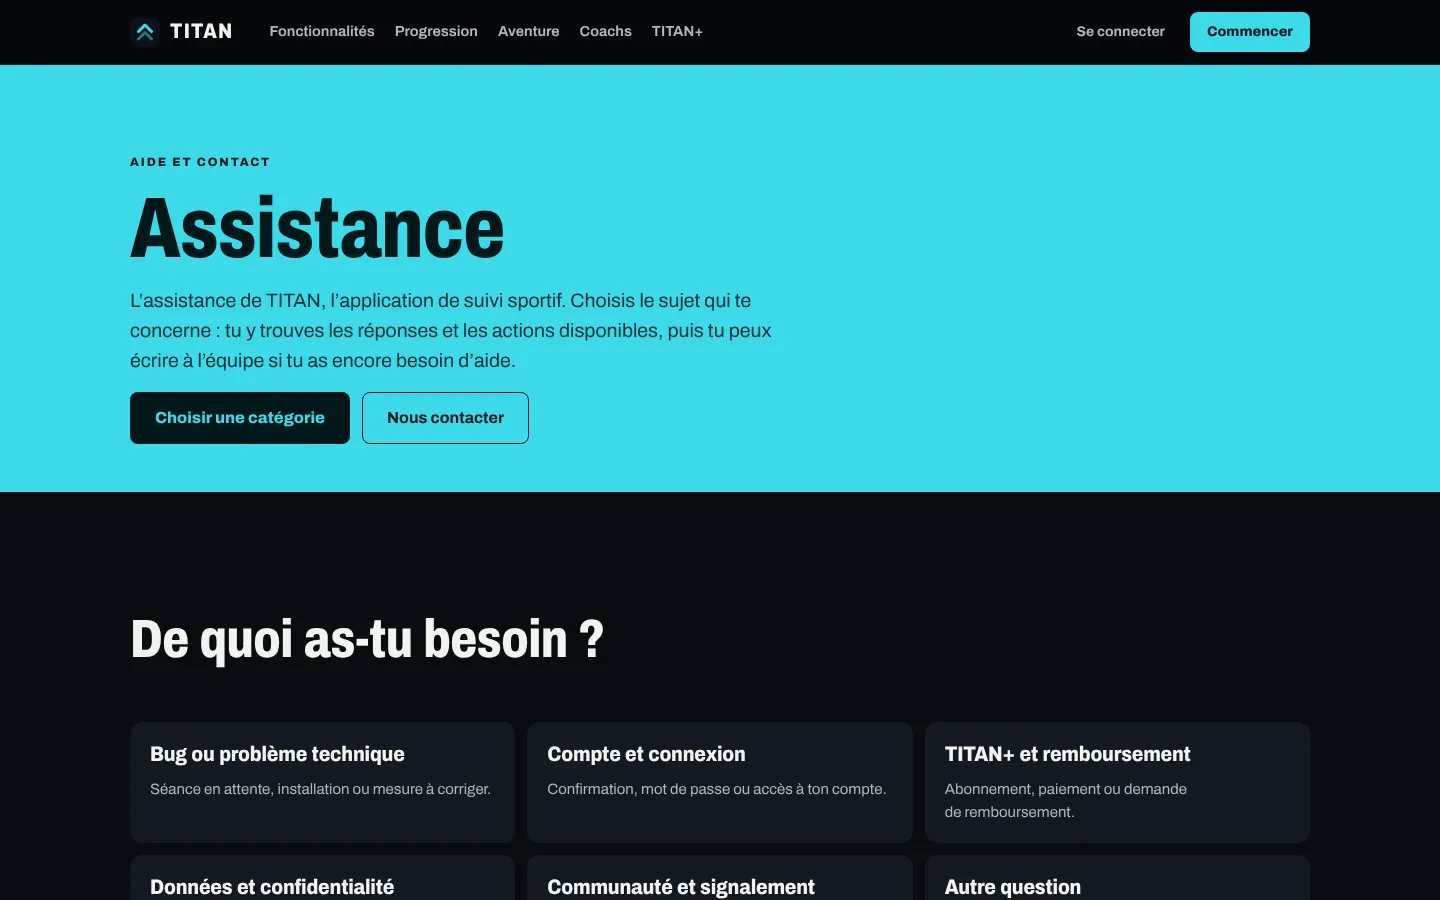 TITAN
Fonctionnalités
Progression
Aventure
Coachs
TITAN+
Se connecter
Commencer
AIDE ET CONTACT
Assistance
L’assistance de TITAN, l’application de suivi sportif. Choisis le sujet qui te
concerne : tu y trouves les réponses et les actions disponibles, puis tu peux
écrire à l’équipe si tu as encore besoin d’aide.
Choisir une catégorie
Nous contacter
De quoi as-tu besoin ?
Bug ou problème technique
Séance en attente, installation ou mesure à corriger.
Compte et connexion
Confirmation, mot de passe ou accès à ton compte.
TITAN+ et remboursement
Abonnement, paiement ou demande
de remboursement.
Données et confidentialité
Communauté et signalement
Autre question